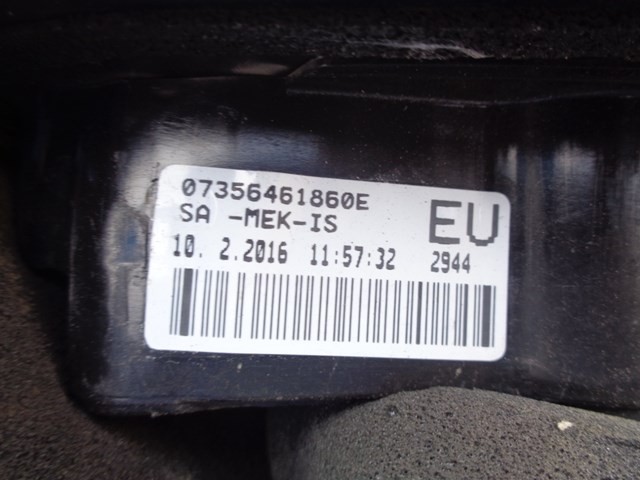 07356461860E
SA -MEK-IS
EU
10. 2.2016 11:57:32 2944